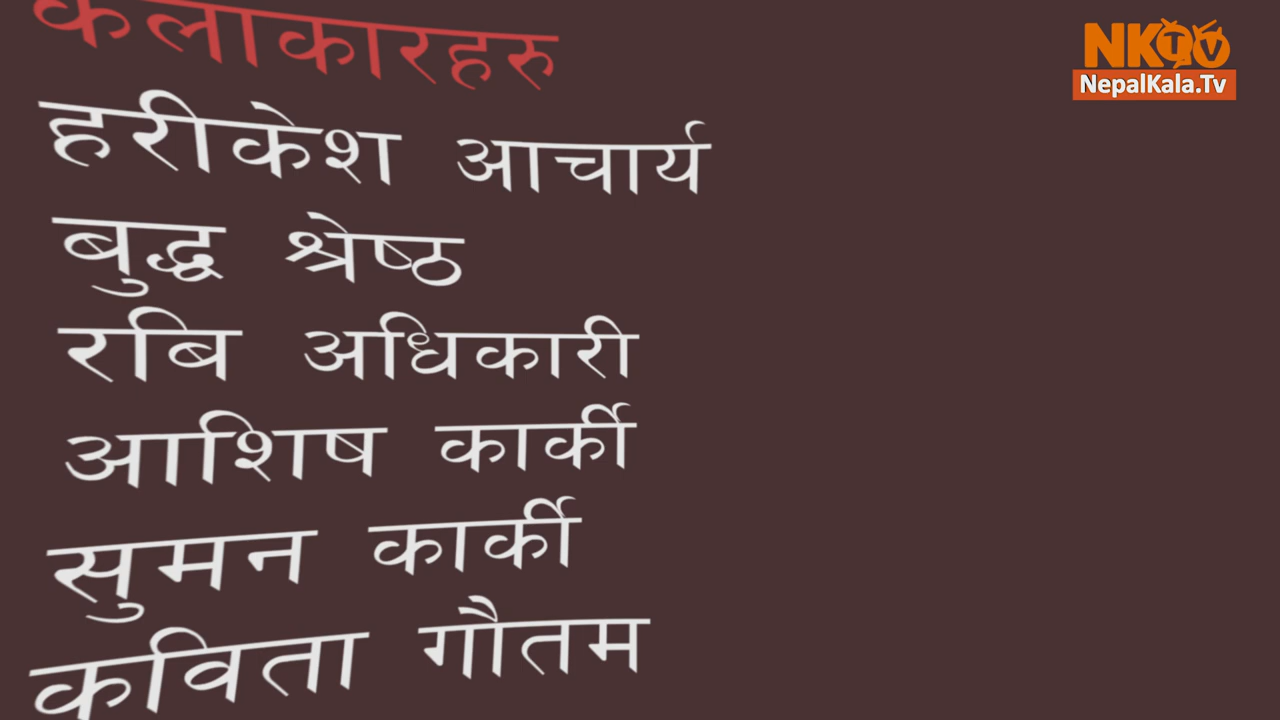 कलाकारहरु
हरीकेश आचार्य
बुद्ध श्रेष्ठ
रबि अधिकारी
आशिष कार्की
सुमन कार्की
कविता गौतम
NKTV
NepalKala.Tv